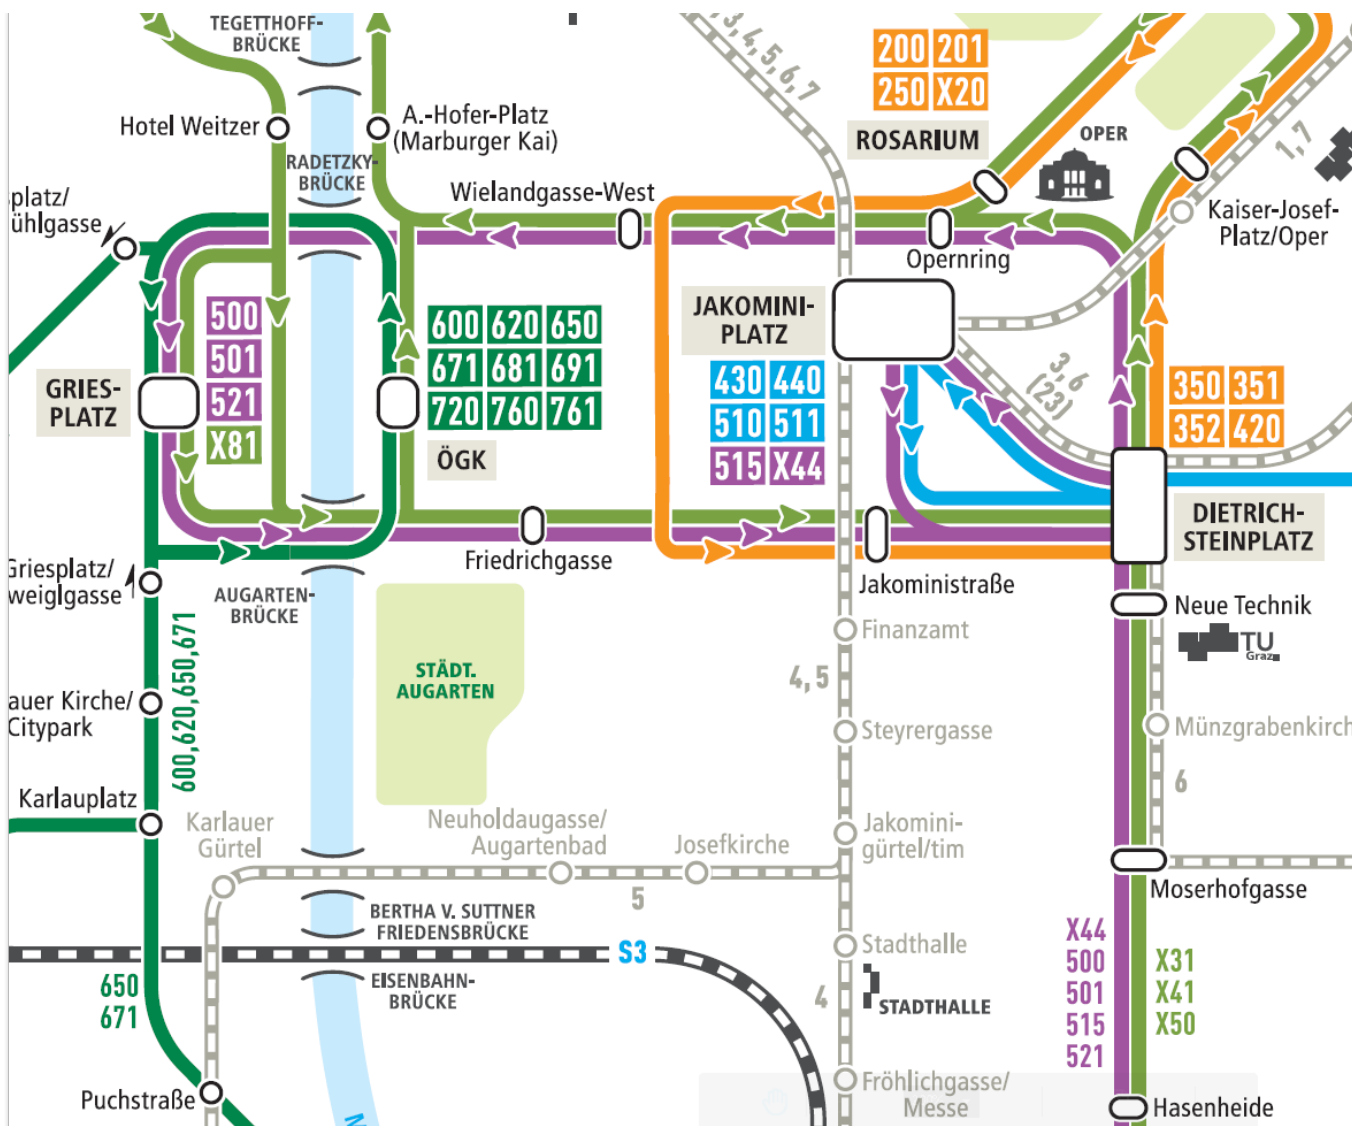 TEGETTHOFF-
BRÜCKE
3,4,5,6,7
200 201
250 X20
ROSARIUM
OPER
1,7
Hotel Weitzer
A.-Hofer-Platz
(Marburger Kai)
RADETZKY-
BRÜCKE
Wielandgasse-West
platz/
ühlgasse
Kaiser-Josef-
Platz/Oper
Opernring
500
501
521
X81
GRIES-
PLATZ
600 620 650
671 681 691
720 760 761
ÖGK
JAKOMINI-
PLATZ
430 440
510 511
515 X44
3,6
(23)
350 351
352 420
DIETRICH-
STEINPLATZ
Friedrichgasse
Jakoministraße
Griesplatz/
weiglgasse
AUGARTEN-
BRÜCKE
Neue Technik
TU
Graz
Finanzamt
600,620,650,671
STÄDT.
AUGARTEN
4,5
auer Kirche/
Citypark
Steyrergasse
Münzgrabenkirch
6
Karlauplatz
Karlauer
Gürtel
Neuholdaugasse/
Augartenbad
Josefkirche
Jakomini-
gürtel/tim
5
Moserhofgasse
BERTHA V. SUTTNER
FRIEDENSBRÜCKE
S3
Stadthalle
EISENBAHN-
BRÜCKE
650
671
4
STADTHALLE
X44
500
501
515
521
X31
X41
X50
Puchstraße
M
Fröhlichgasse/
Messe
Hasenheide